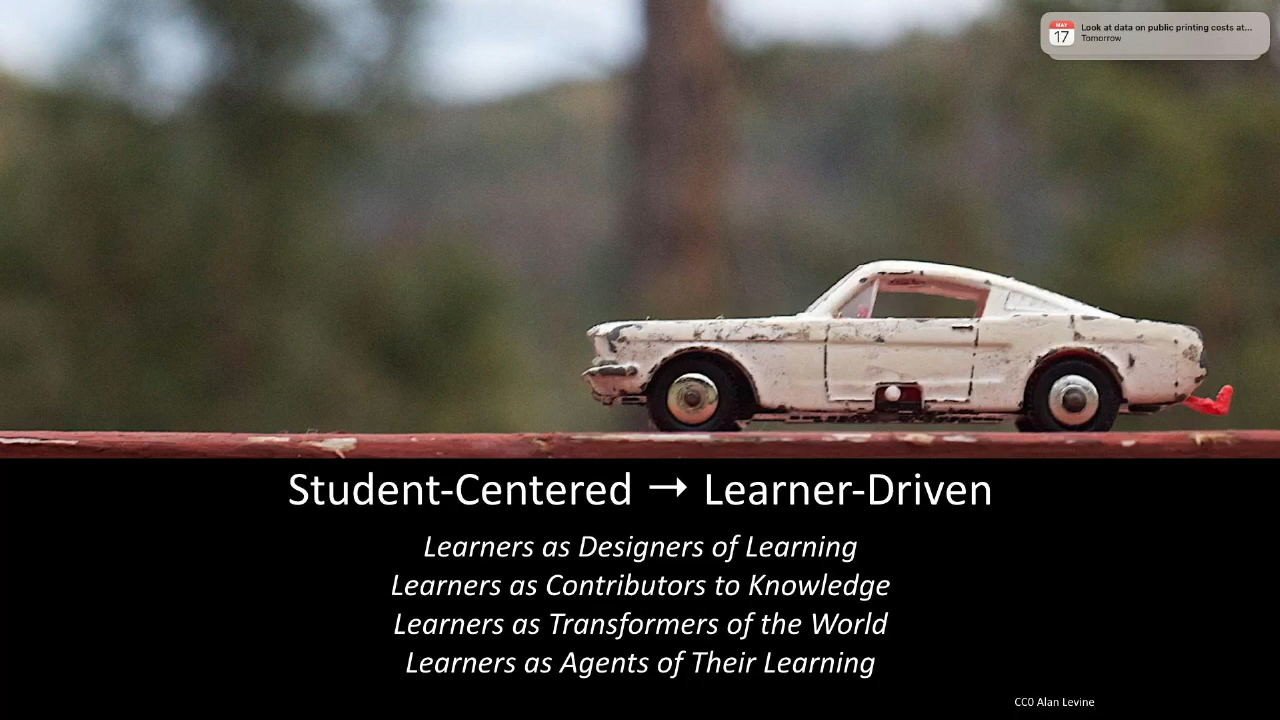 MAY
17
Look at data on public printing costs at...
Tomorrow
Student-Centered → Learner-Driven
Learners as Designers of Learning
Learners as Contributors to Knowledge
Learners as Transformers of the World
Learners as Agents of Their Learning
CC0 Alan Levine